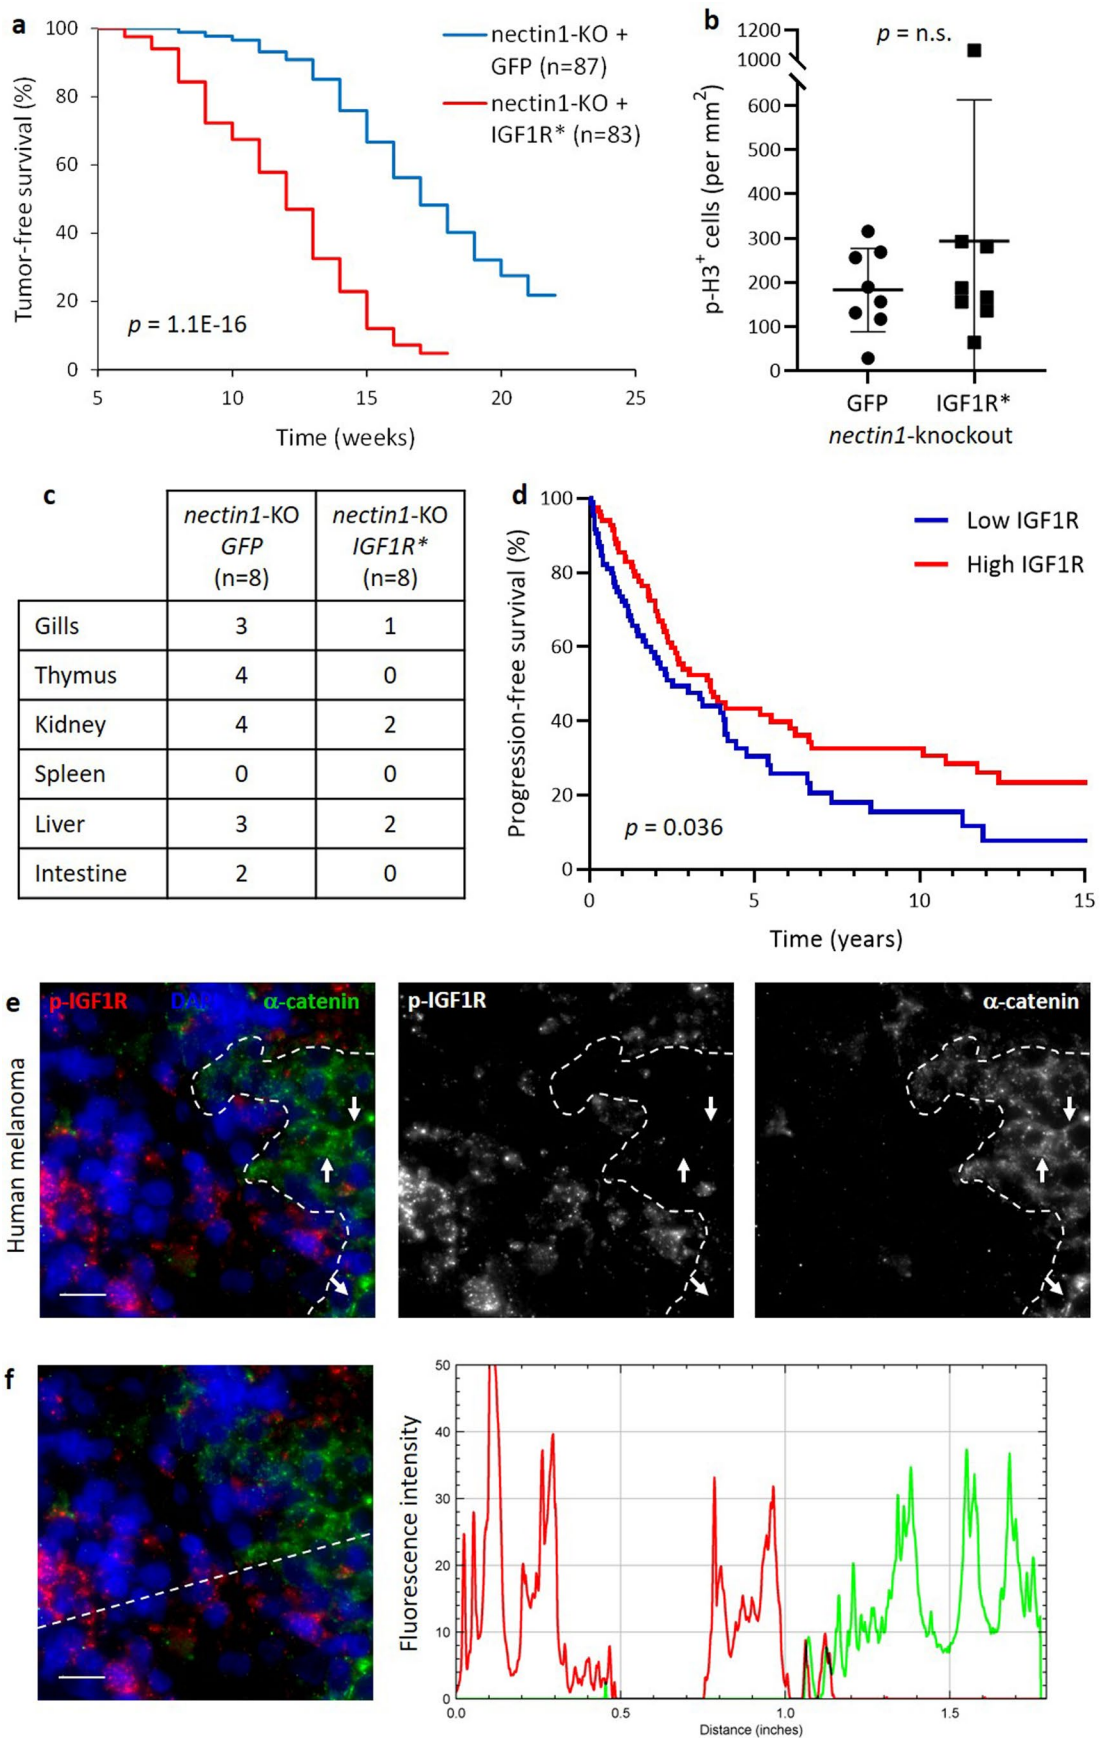 a
100
80
60
40
20
0
Tumor-free survival (%)
nectin1-KO +
GFP (n=87)
nectin1-KO +
IGF1R* (n=83)
p = 1.1E-16
5 10 15 20 25
Time (weeks)
b
1200
1000
600
500
400
300
200
100
0
p-H3+ cells (per mm2)
p = n.s.
GFP IGF1R*
nectin1-knockout
c
nectin1-KO nectin1-KO
GFP IGF1R*
(n=8) (n=8)
Gills 3 1
Thymus 4 0
Kidney 4 2
Spleen 0 0
Liver 3 2
Intestine 2 0
d
100
80
60
40
20
0
Progression-free survival (%)
Low IGF1R
High IGF1R
p = 0.036
0 5 10 15
Time (years)
e
Human melanoma
p-IGF1R DAPI α-catenin
p-IGF1R
α-catenin
f
50
40
30
20
10
0
Fluorescence intensity
0.0 0.5 1.0 1.5
Distance (inches)